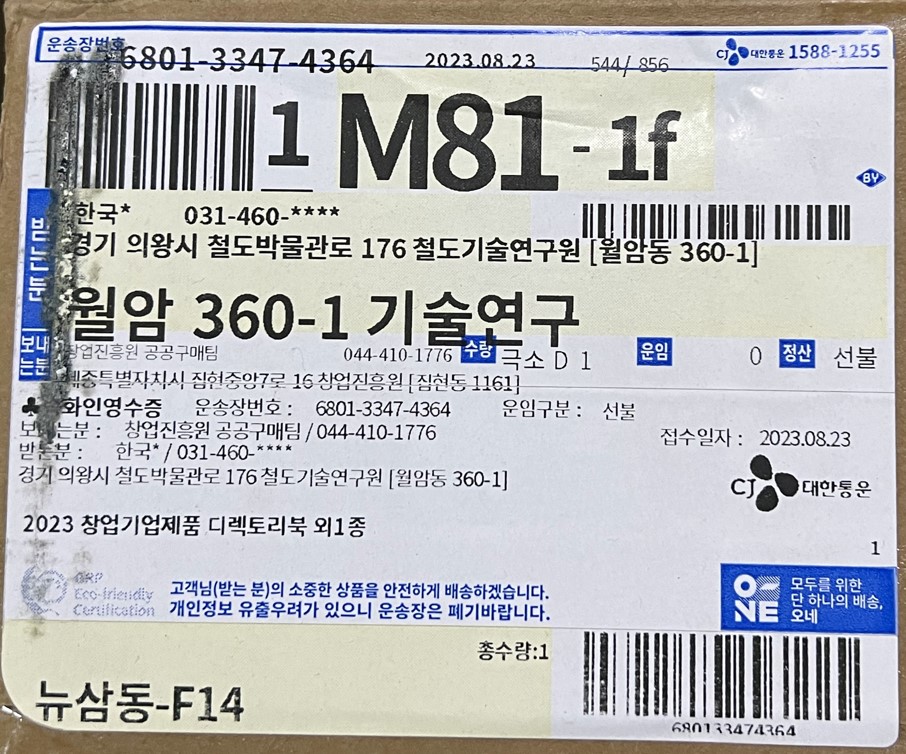 운송장번호 6801-3347-4364 2023.08.23 544/ 856 CJ 대한통운 1588-1255
1 M81 - 1f
BY
받는분
한국* 031-460-****
경기 의왕시 철도박물관로 176 철도기술연구원 [월암동 360-1]
월암 360-1 기술연구
보내는분
창업진흥원 공공구매팀 044-410-1776 수량 극소 D 1 운임 0 정산 선불
세종특별자치시 집현중앙7로 16 창업진흥원 [집현동 1161]
♣ 화인영수증 운송장번호 : 6801-3347-4364 운임구분 : 선불
보내는분 : 창업진흥원 공공구매팀 / 044-410-1776
접수일자 : 2023.08.23
받는분 : 한국* / 031-460-****
경기 의왕시 철도박물관로 176 철도기술연구원 [월암동 360-1]
CJ 대한통운
2023 창업기업제품 디렉토리북 외1종
1
GRP
Eco-friendly
Certification
고객님(받는 분)의 소중한 상품을 안전하게 배송하겠습니다.
개인정보 유출우려가 있으니 운송장은 폐기바랍니다.
ONE
모두를 위한
단 하나의 배송,
오네
총수량:1
뉴삼동-F14
680133474364